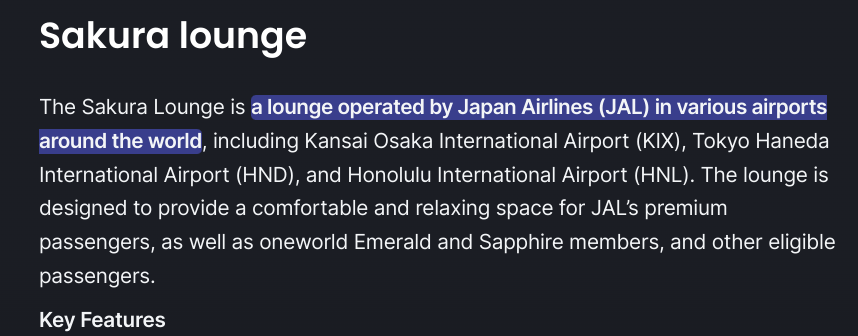 Sakura lounge
The Sakura Lounge is a lounge operated by Japan Airlines (JAL) in various airports
around the world, including Kansai Osaka International Airport (KIX), Tokyo Haneda
International Airport (HND), and Honolulu International Airport (HNL). The lounge is
designed to provide a comfortable and relaxing space for JAL’s premium
passengers, as well as oneworld Emerald and Sapphire members, and other eligible
passengers.
Key Features